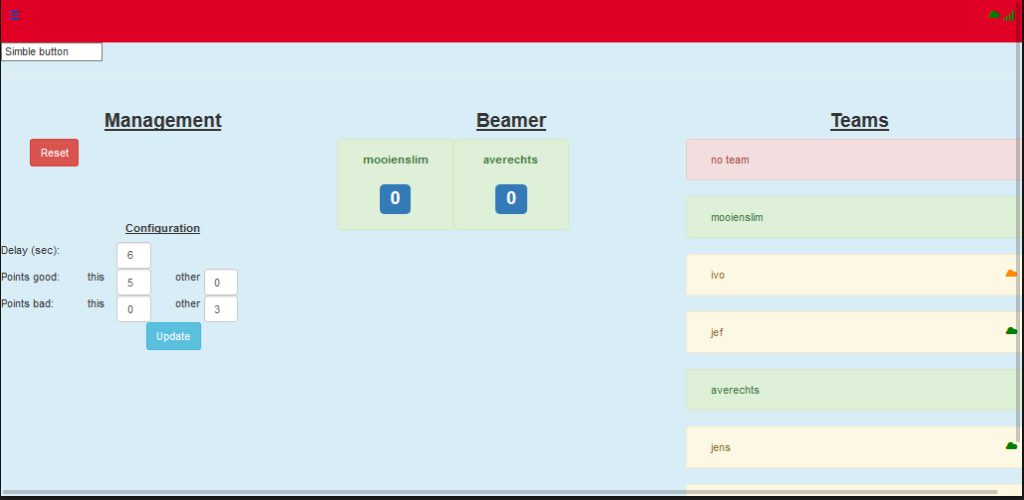 Simble button
Management
Reset
Configuration
Delay (sec): 6
Points good: this 5 other 0
Points bad: this 0 other 3
Update
Beamer
mooienslim averechts
0 0
Teams
no team
mooienslim
ivo
jef
averechts
jens